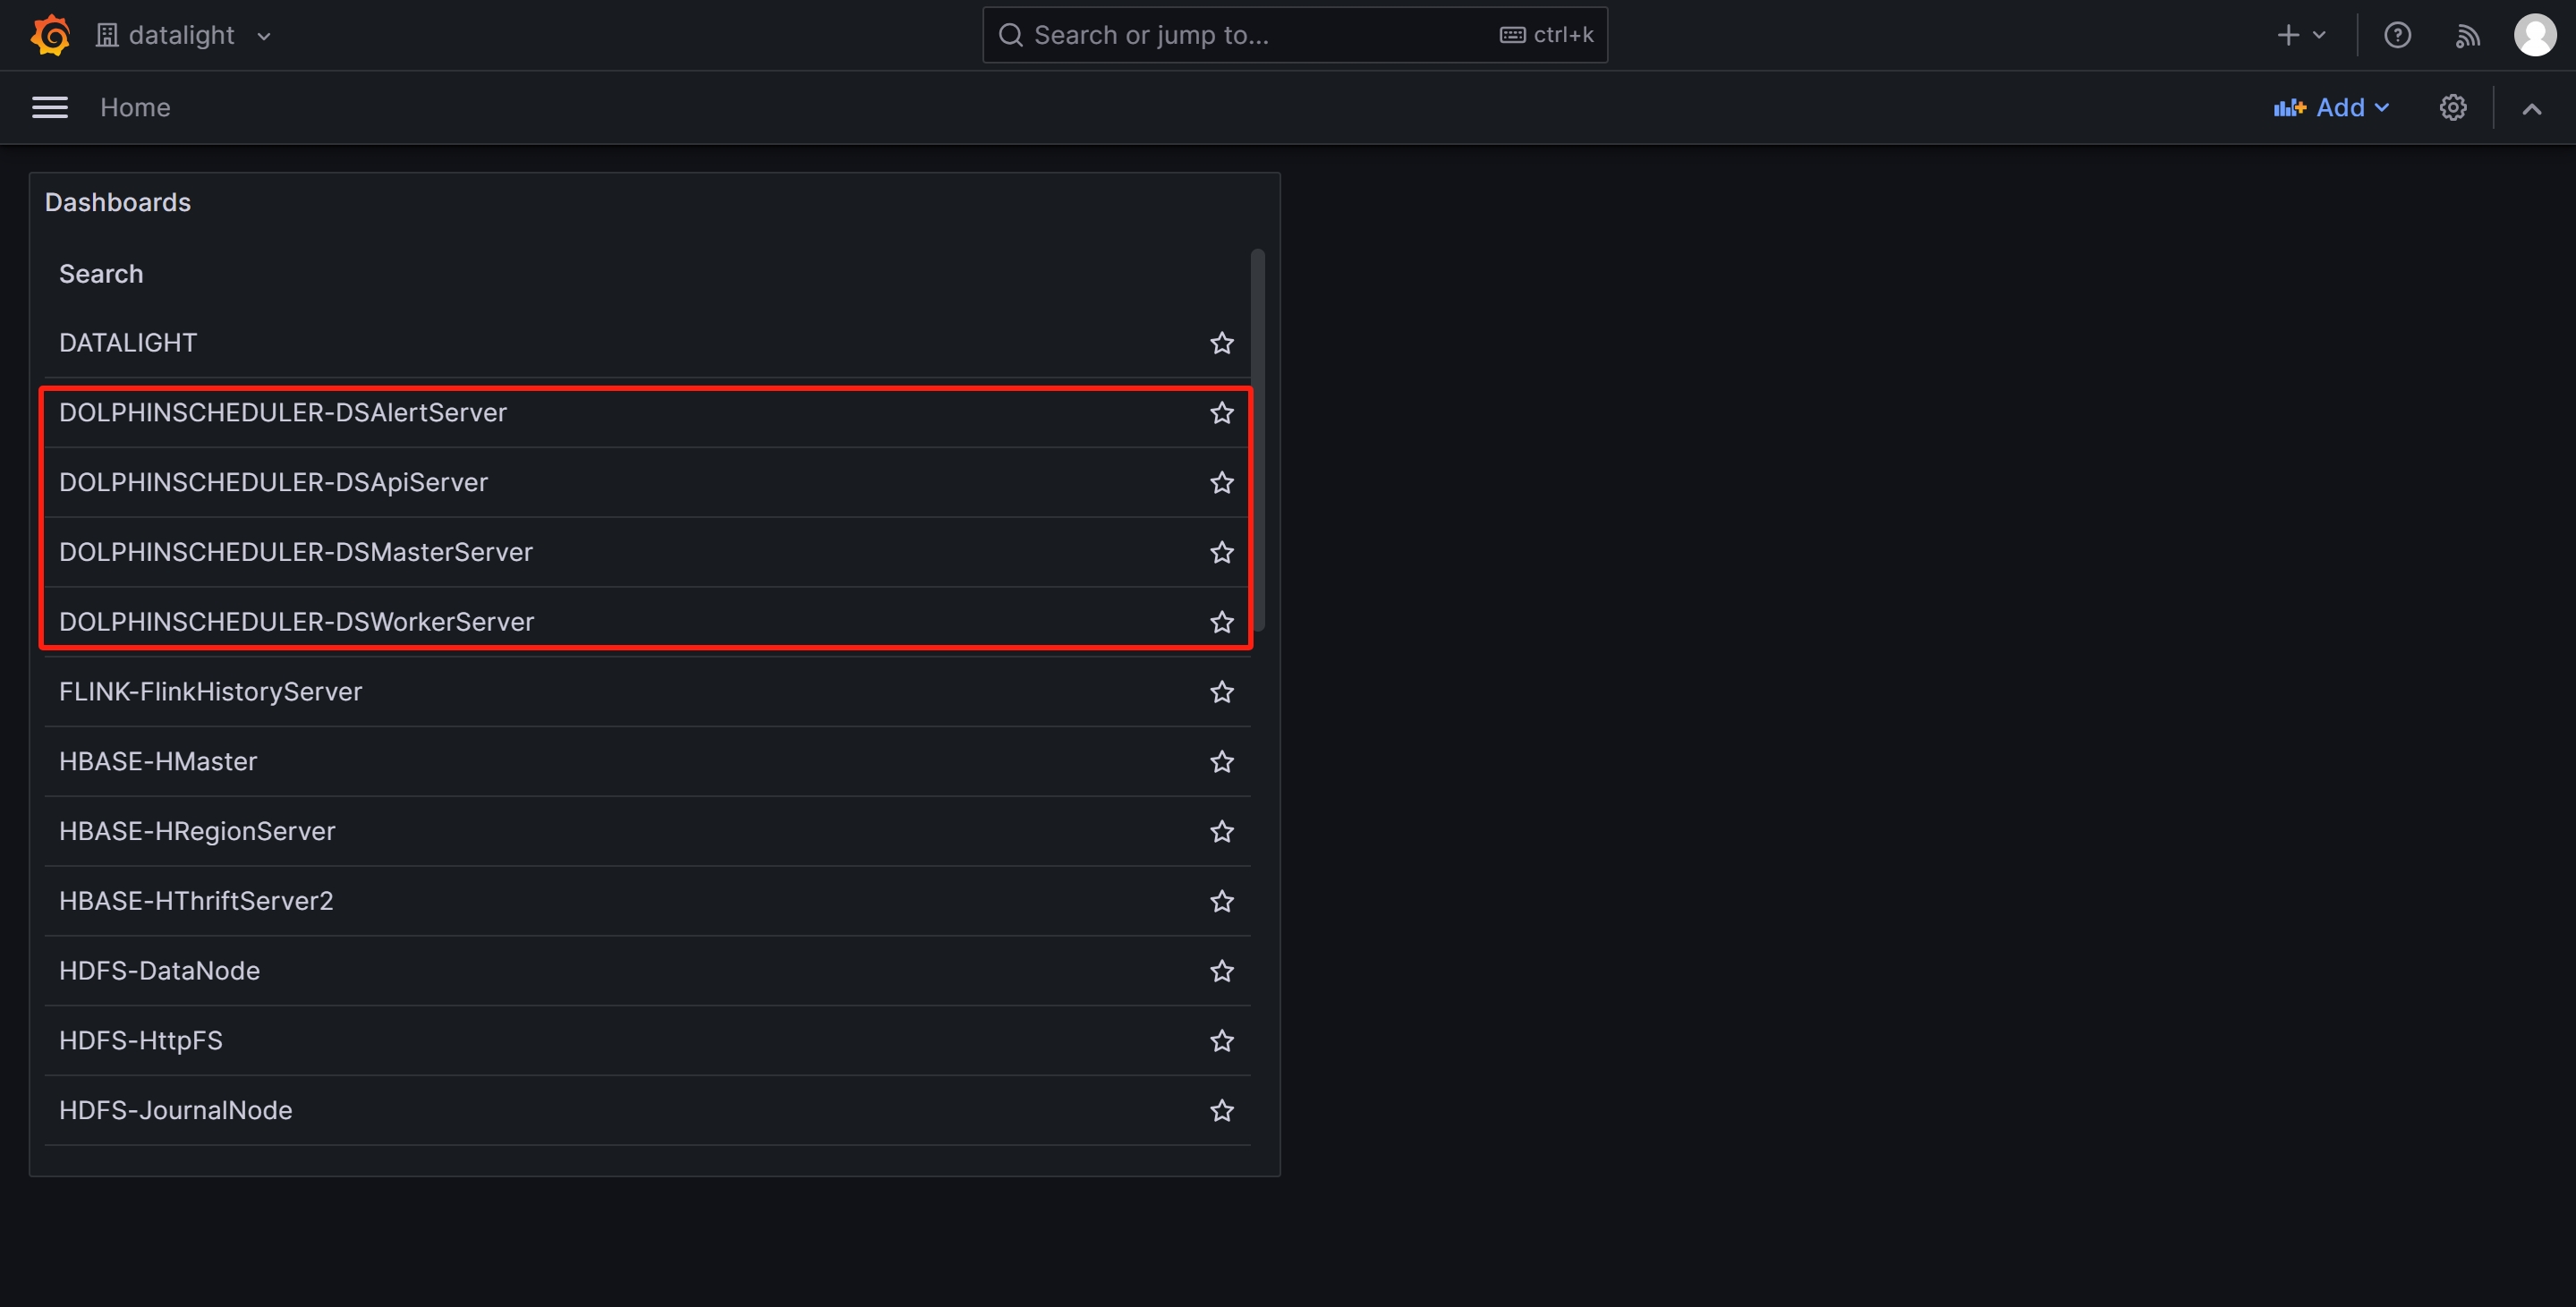 datalight
Search or jump to...
ctrl+k
Home
Add
Dashboards
Search
DATALIGHT
DOLPHINSCHEDULER-DSAlertServer
DOLPHINSCHEDULER-DSApiServer
DOLPHINSCHEDULER-DSMasterServer
DOLPHINSCHEDULER-DSWorkerServer
FLINK-FlinkHistoryServer
HBASE-HMaster
HBASE-HRegionServer
HBASE-HThriftServer2
HDFS-DataNode
HDFS-HttpFS
HDFS-JournalNode